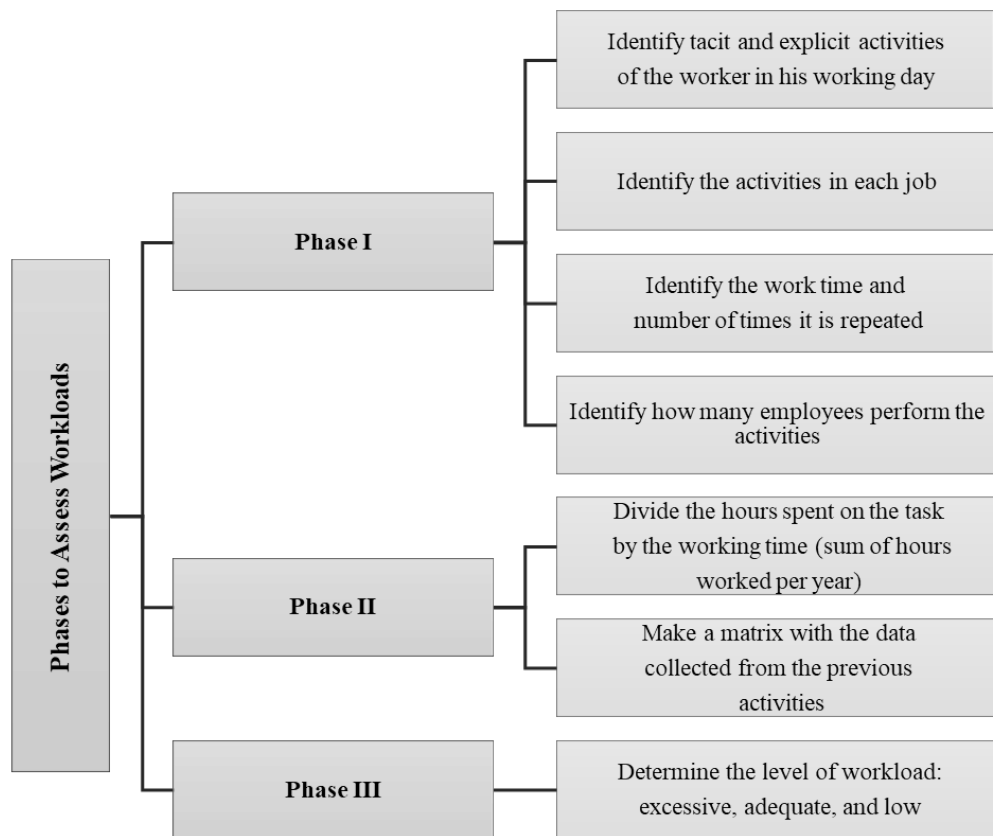 Phases to Assess Workloads
Phase I
Identify tacit and explicit activities
of the worker in his working day
Identify the activities in each job
Identify the work time and
number of times it is repeated
Identify how many employees perform the
activities
Phase II
Divide the hours spent on the task
by the working time (sum of hours
worked per year)
Make a matrix with the data
collected from the previous
activities
Phase III
Determine the level of workload:
excessive, adequate, and low